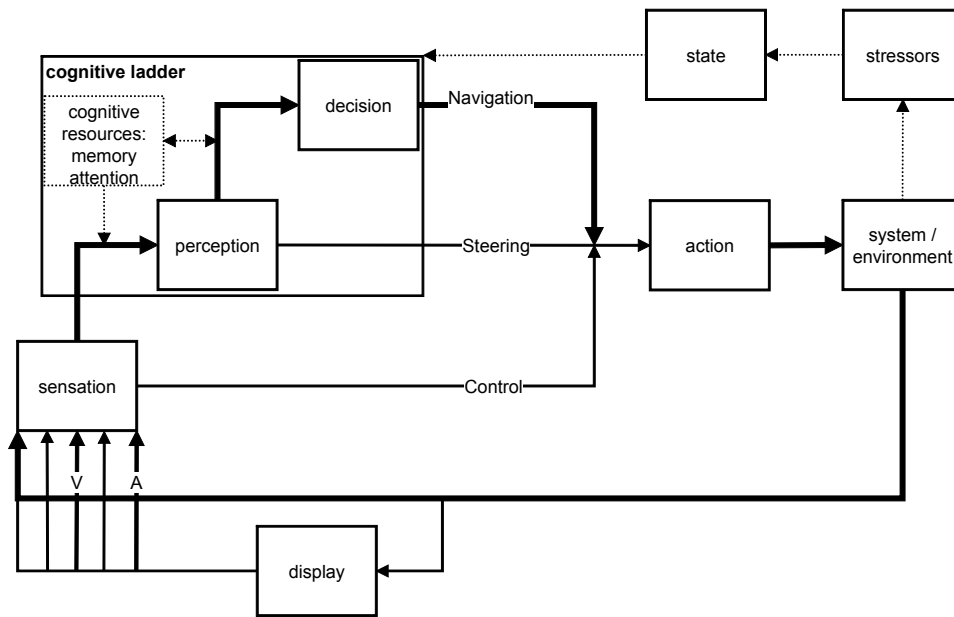 state
stressors
cognitive ladder
cognitive
resources:
memory
attention
decision
Navigation
perception
Steering
action
system /
environment
sensation
Control
V
A
display